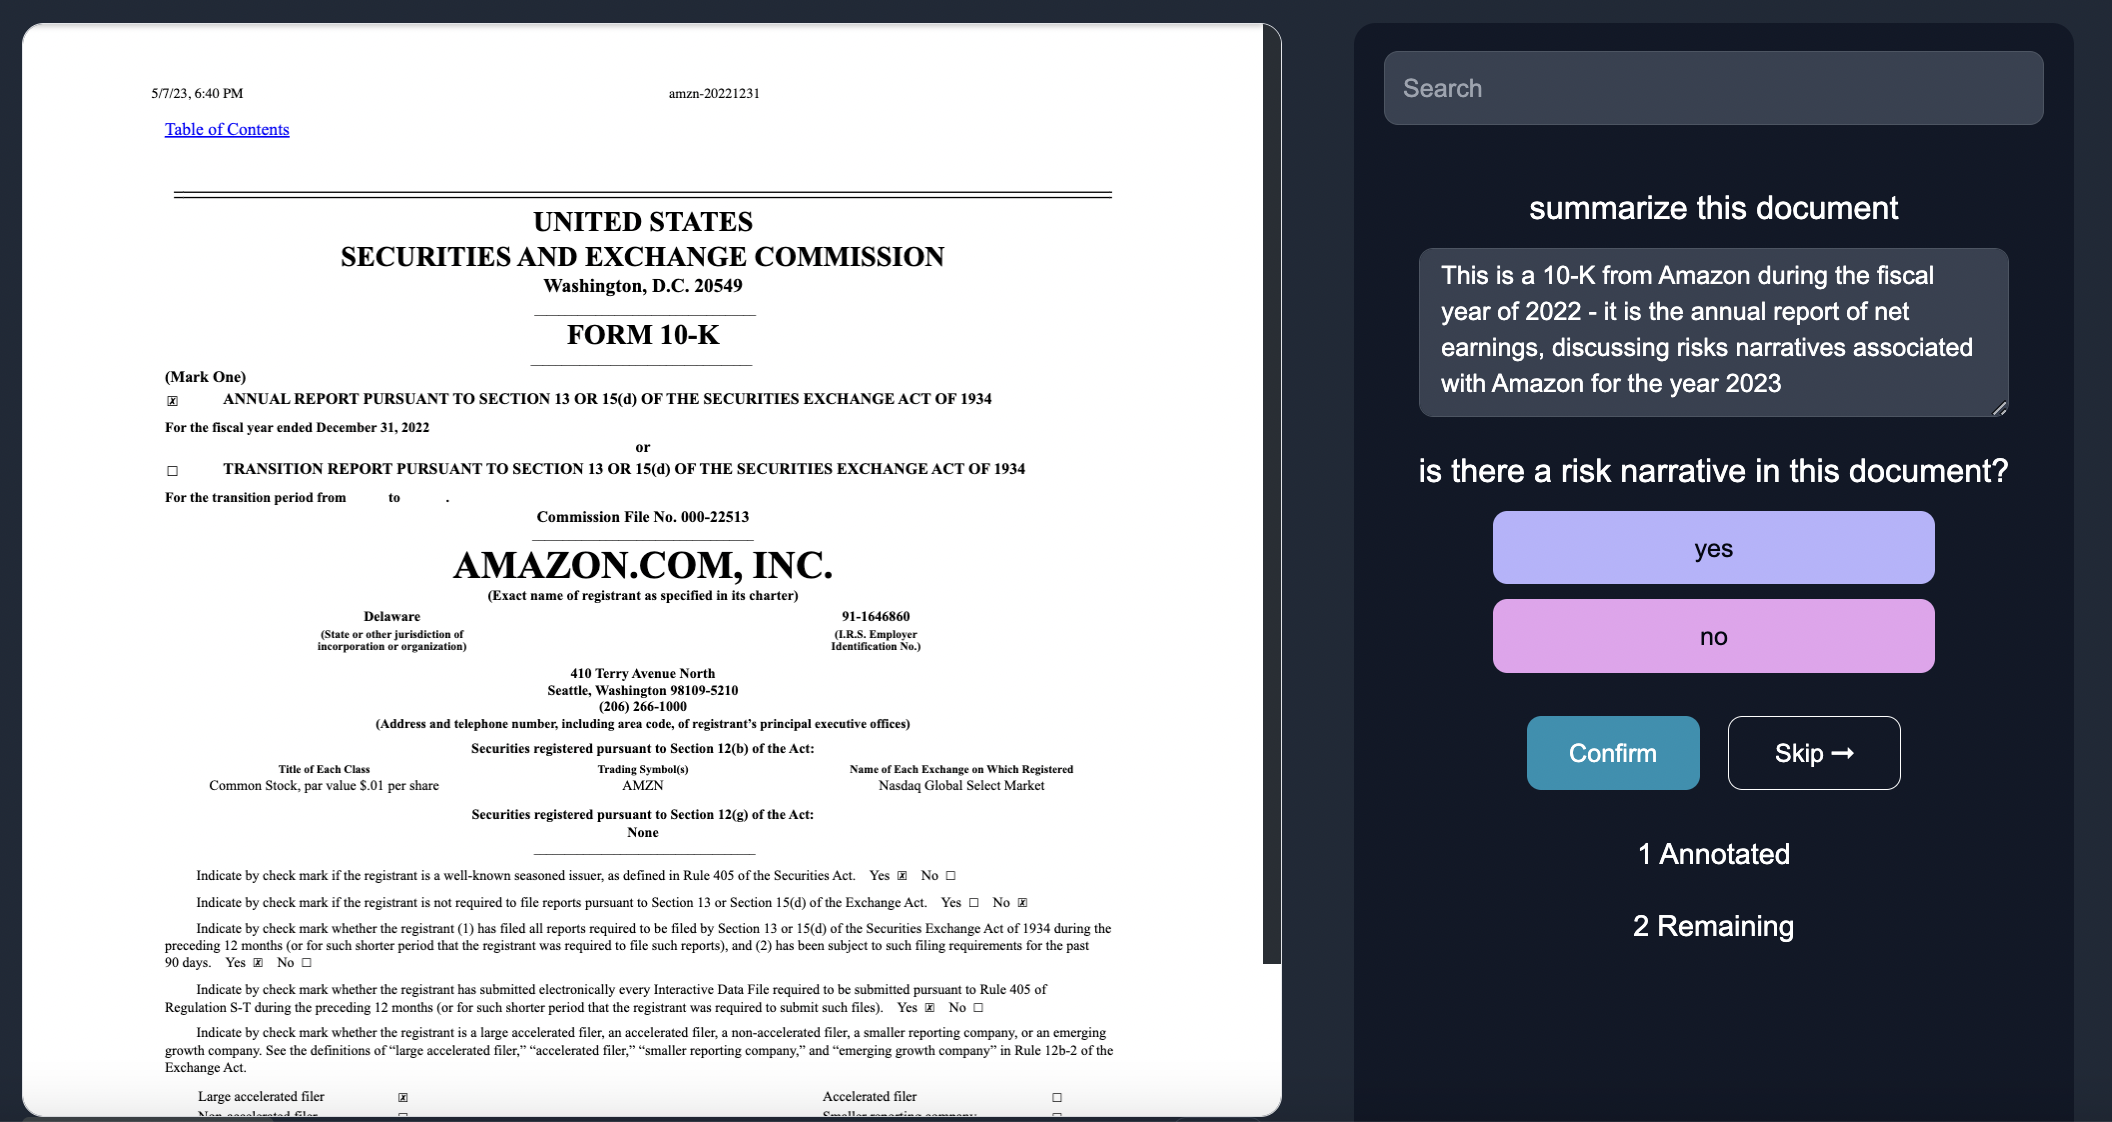 5/7/23, 6:40 PM
amzn-20221231
Table of Contents
UNITED STATES
SECURITIES AND EXCHANGE COMMISSION
Washington, D.C. 20549
FORM 10-K
(Mark One)
☒ ANNUAL REPORT PURSUANT TO SECTION 13 OR 15(d) OF THE SECURITIES EXCHANGE ACT OF 1934
For the fiscal year ended December 31, 2022
or
☐ TRANSITION REPORT PURSUANT TO SECTION 13 OR 15(d) OF THE SECURITIES EXCHANGE ACT OF 1934
For the transition period from to .
Commission File No. 000-22513
AMAZON.COM, INC.
(Exact name of registrant as specified in its charter)
Delaware 91-1646860
(State or other jurisdiction of (I.R.S. Employer
incorporation or organization) Identification No.)
410 Terry Avenue North
Seattle, Washington 98109-5210
(206) 266-1000
(Address and telephone number, including area code, of registrant’s principal executive offices)
Securities registered pursuant to Section 12(b) of the Act:
Title of Each Class Trading Symbol(s) Name of Each Exchange on Which Registered
Common Stock, par value $.01 per share AMZN Nasdaq Global Select Market
Securities registered pursuant to Section 12(g) of the Act:
None
Indicate by check mark if the registrant is a well-known seasoned issuer, as defined in Rule 405 of the Securities Act. Yes ☒ No ☐
Indicate by check mark if the registrant is not required to file reports pursuant to Section 13 or Section 15(d) of the Exchange Act. Yes ☐ No ☒
Indicate by check mark whether the registrant (1) has filed all reports required to be filed by Section 13 or 15(d) of the Securities Exchange Act of 1934 during the
preceding 12 months (or for such shorter period that the registrant was required to file such reports), and (2) has been subject to such filing requirements for the past
90 days. Yes ☒ No ☐
Indicate by check mark whether the registrant has submitted electronically every Interactive Data File required to be submitted pursuant to Rule 405 of
Regulation S-T during the preceding 12 months (or for such shorter period that the registrant was required to submit such files). Yes ☒ No ☐
Indicate by check mark whether the registrant is a large accelerated filer, an accelerated filer, a non-accelerated filer, a smaller reporting company, or an emerging
growth company. See the definitions of “large accelerated filer,” “accelerated filer,” “smaller reporting company,” and “emerging growth company” in Rule 12b-2 of the
Exchange Act.
Large accelerated filer ☒ Accelerated filer ☐
Non-accelerated filer ☐ Smaller reporting company ☐
Search
summarize this document
This is a 10-K from Amazon during the fiscal
year of 2022 - it is the annual report of net
earnings, discussing risks narratives associated
with Amazon for the year 2023
is there a risk narrative in this document?
yes
no
Confirm
Skip →
1 Annotated
2 Remaining